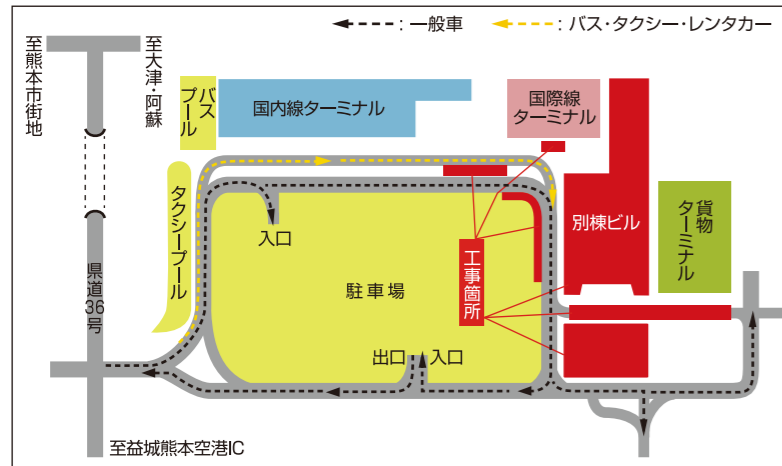 ：一般車
：バス・タクシー・レンタカー
至熊本市街地
至大津・阿蘇
バス
プール
国内線ターミナル
国際線
ターミナル
タクシープール
入口
駐車場
工事箇所
別棟ビル
貨物
ターミナル
県道36号
出口
入口
至益城熊本空港IC